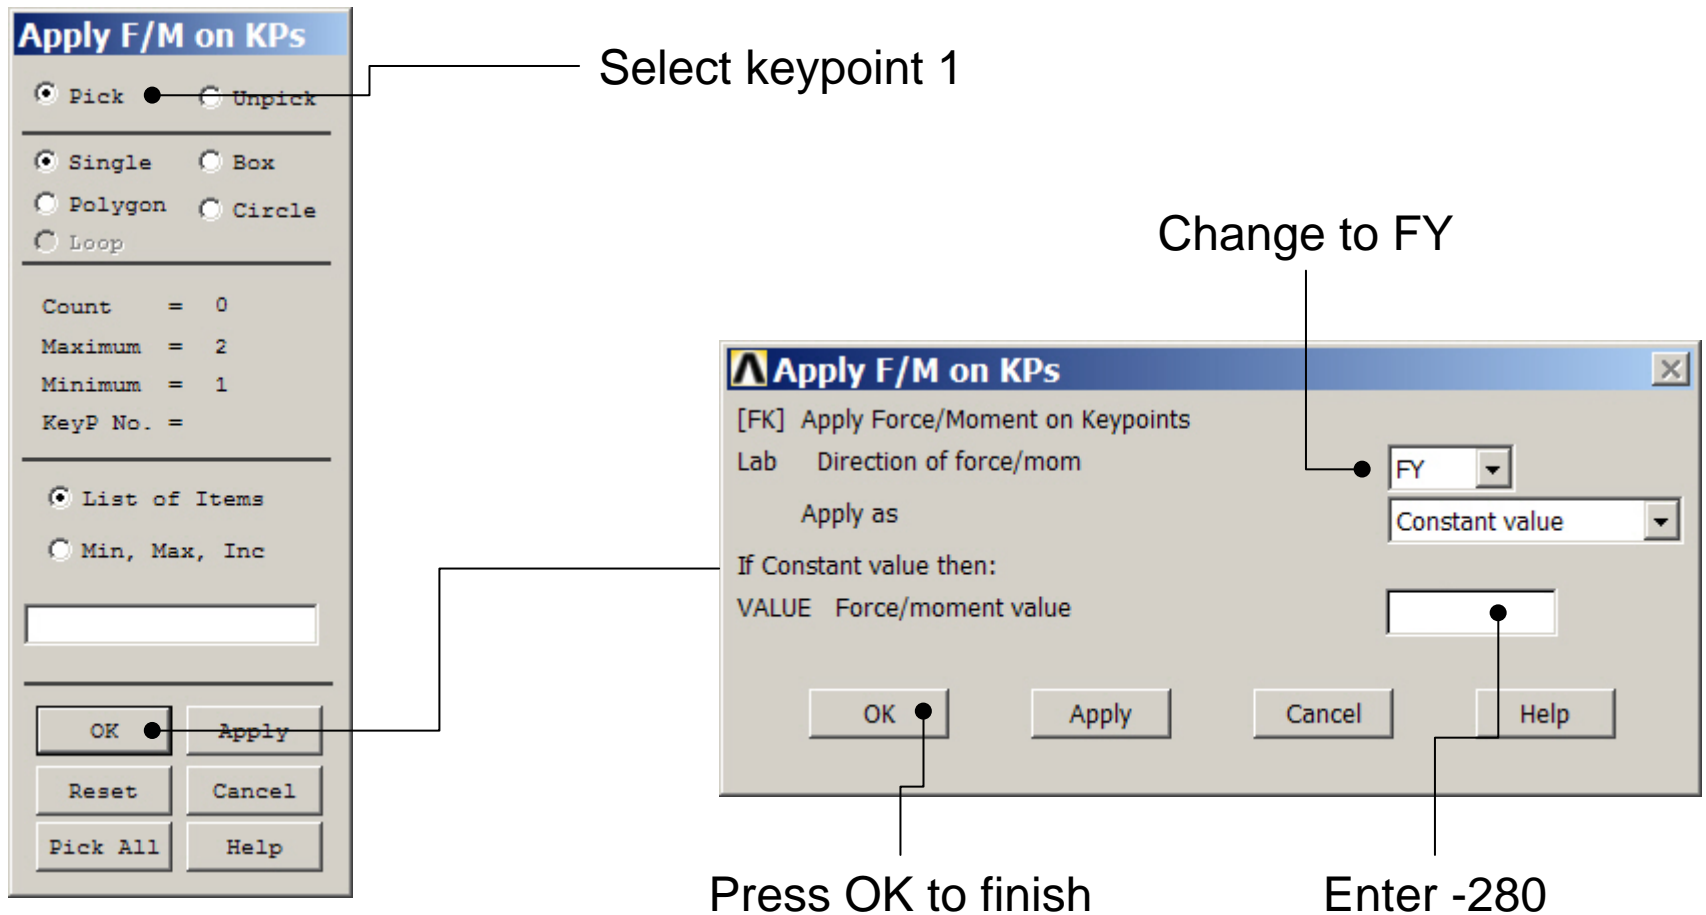 Apply F/M on KPs
Pick Unpick
Single Box
Polygon Circle
Loop
Count = 0
Maximum = 2
Minimum = 1
KeyP No. =
List of Items
Min, Max, Inc
OK Apply
Reset Cancel
Pick All Help
Select keypoint 1
Change to FY
Apply F/M on KPs
[FK] Apply Force/Moment on Keypoints
Lab Direction of force/mom FY
Apply as Constant value
If Constant value then:
VALUE Force/moment value
OK Apply Cancel Help
Press OK to finish
Enter -280